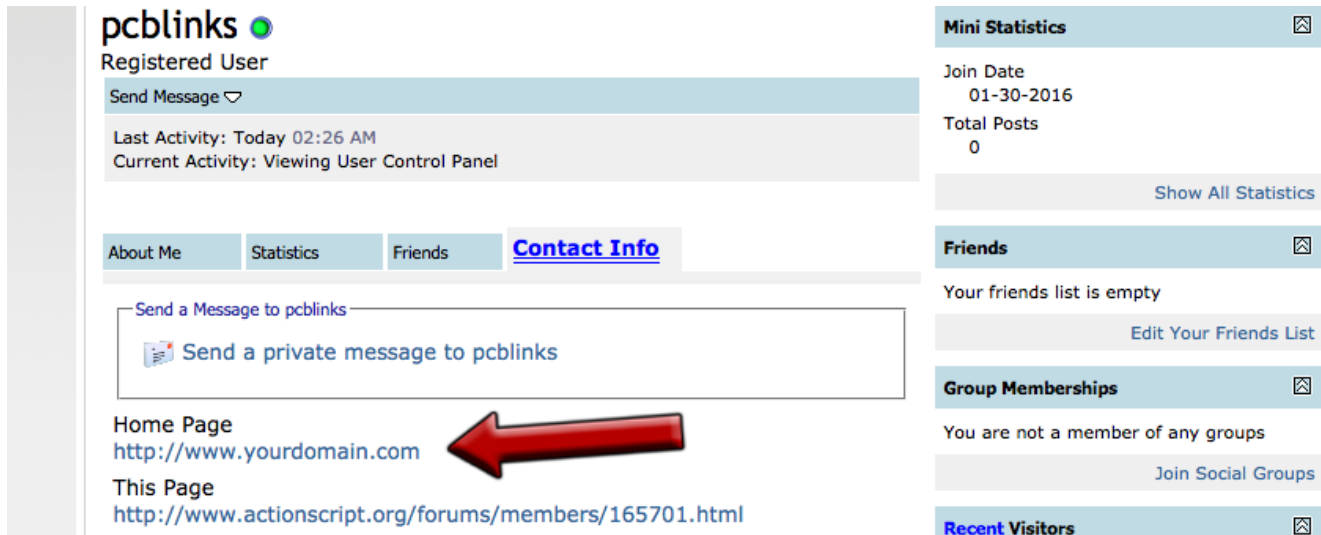 pcblinks
Registered User
Send Message
Last Activity: Today 02:26 AM
Current Activity: Viewing User Control Panel
About Me
Statistics
Friends
Contact Info
Send a Message to pcblinks
Send a private message to pcblinks
Home Page
http://www.yourdomain.com
This Page
http://www.actionscript.org/forums/members/165701.html
Mini Statistics
Join Date
01-30-2016
Total Posts
0
Show All Statistics
Friends
Your friends list is empty
Edit Your Friends List
Group Memberships
You are not a member of any groups
Join Social Groups
Recent Visitors